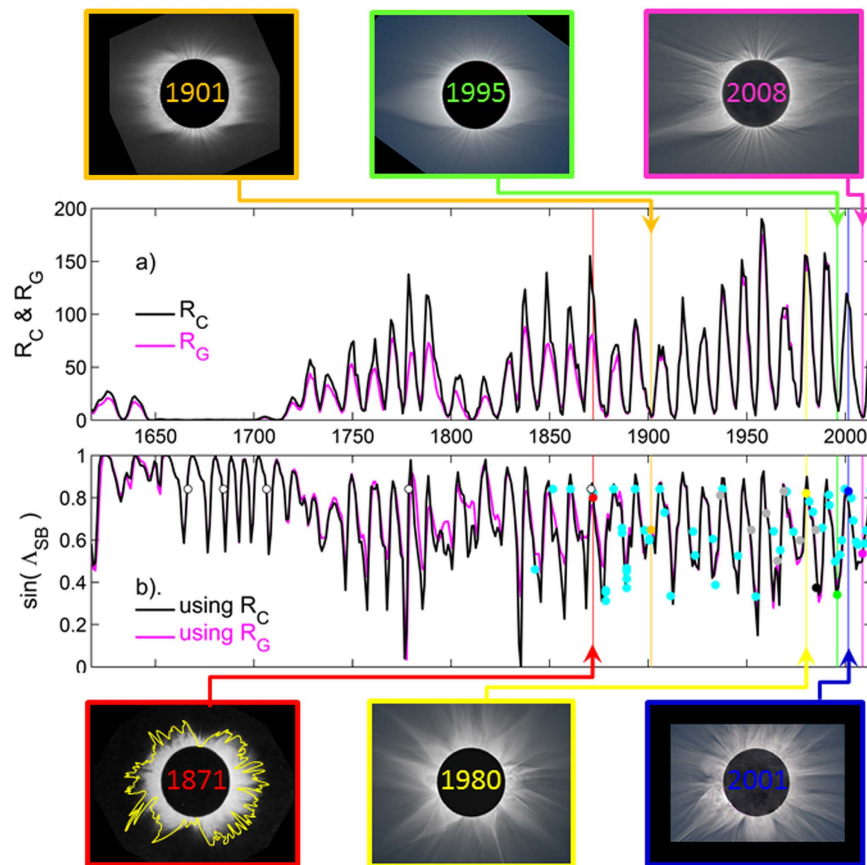 1901
1995
2008
200
150
100
50
0
R_C & R_G
a)
R_C
R_G
1650 1700 1750 1800 1850 1900 1950 2000
1
0.8
0.6
0.4
0.2
0
sin( Λ_SB)
b).
using R_C
using R_G
1871
1980
2001